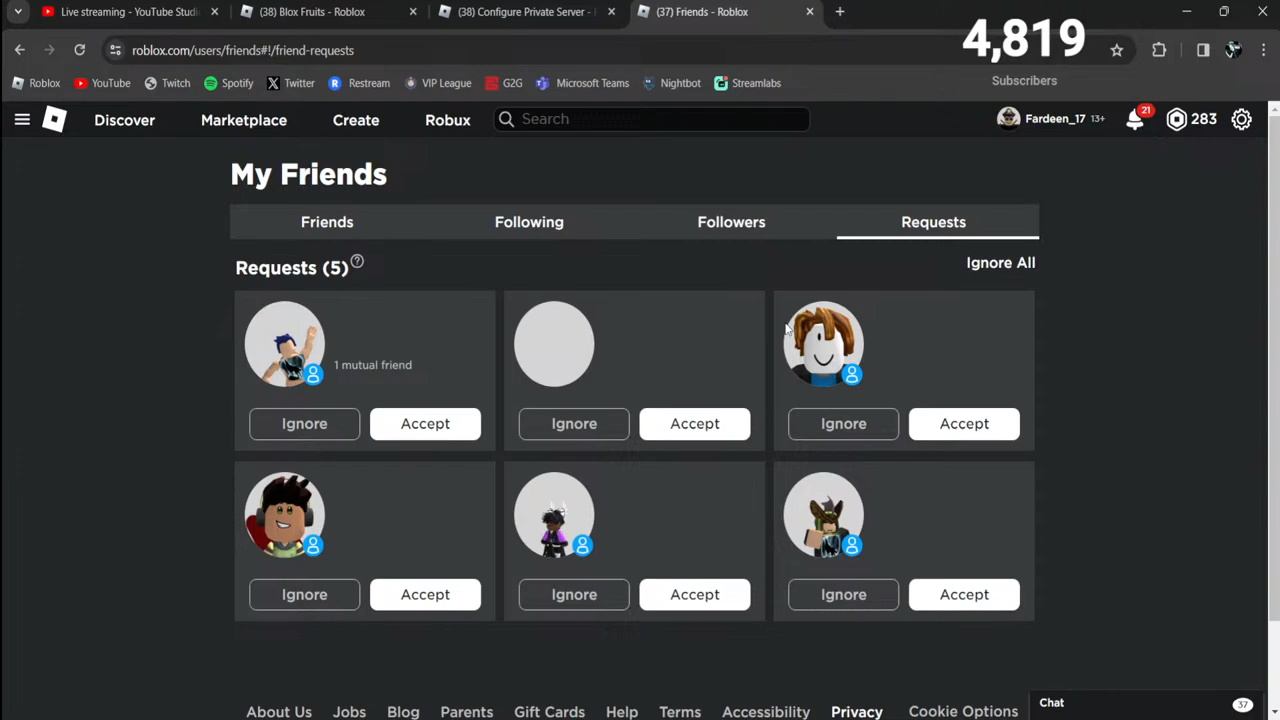 Live streaming - YouTube Studi
(38) Blox Fruits - Roblox
(38) Configure Private Server -
(37) Friends - Roblox
roblox.com/users/friends#!/friend-requests
4,819
Subscribers
Roblox YouTube Twitch Spotify Twitter Restream VIP League G2G Microsoft Teams Nightbot Streamlabs
Discover Marketplace Create Rollux Search Fardeen_17 13+ 21 283
My Friends
Friends Following Followers Requests
Requests (5) ? Ignore All
1 mutual friend
Ignore Accept Ignore Accept Ignore Accept
Ignore Accept Ignore Accept Ignore Accept
About Us Jobs Blog Parents Gift Cards Help Terms Accessibility Privacy Cookie Options
Chat 37